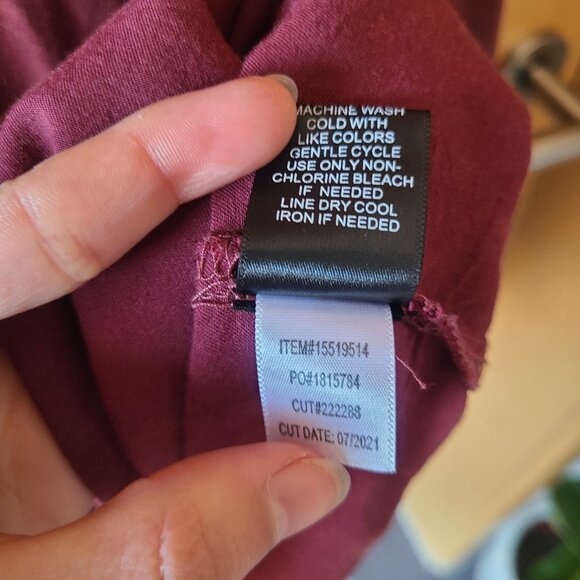 MACHINE WASH
COLD WITH
LIKE COLORS
GENTLE CYCLE
USE ONLY NON-
CHLORINE BLEACH
IF NEEDED
LINE DRY COOL
IRON IF NEEDED
ITEM#15519514
PO#1815784
CUT#222288
CUT DATE: 07/2021